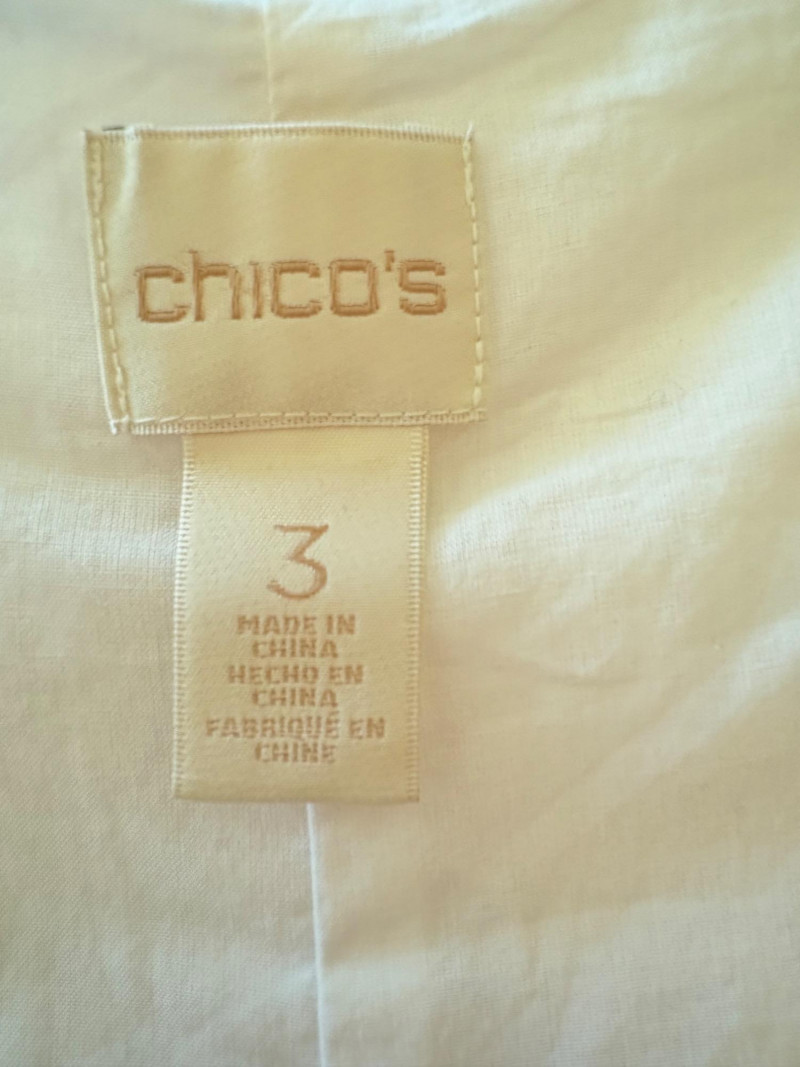 chico's
3
MADE IN
CHINA
HECHO EN
CHINA
FABRIQUÉ EN
CHINE